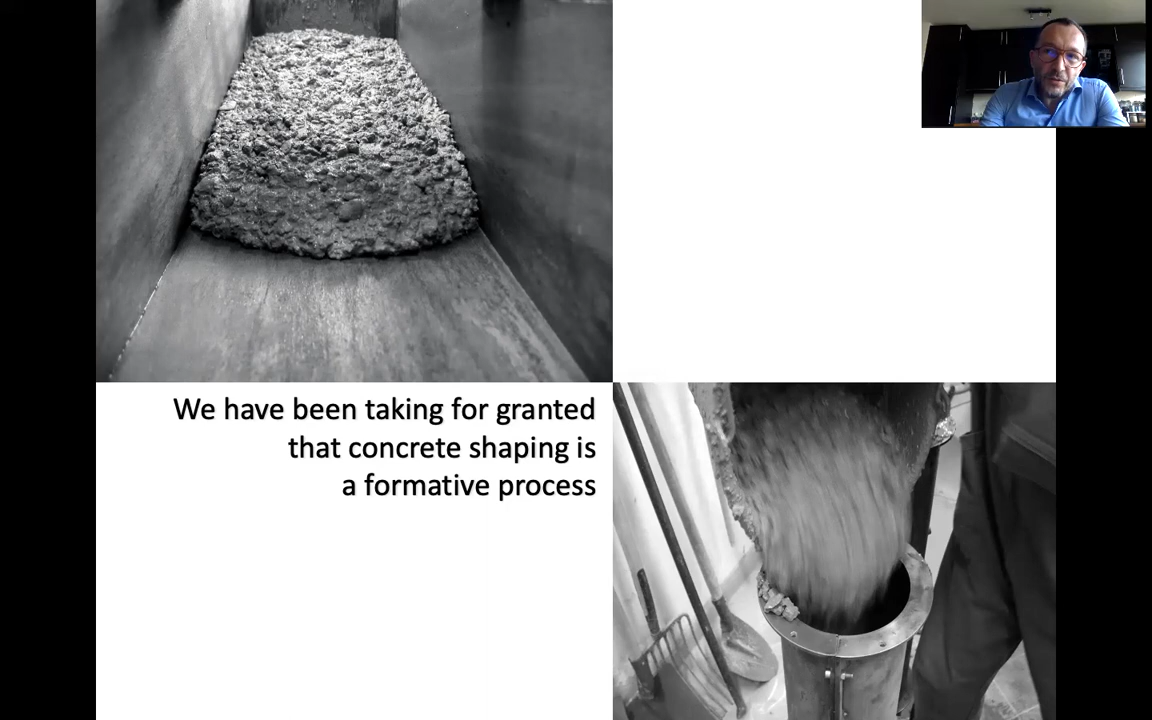 We have been taking for granted
that concrete shaping is
a formative process